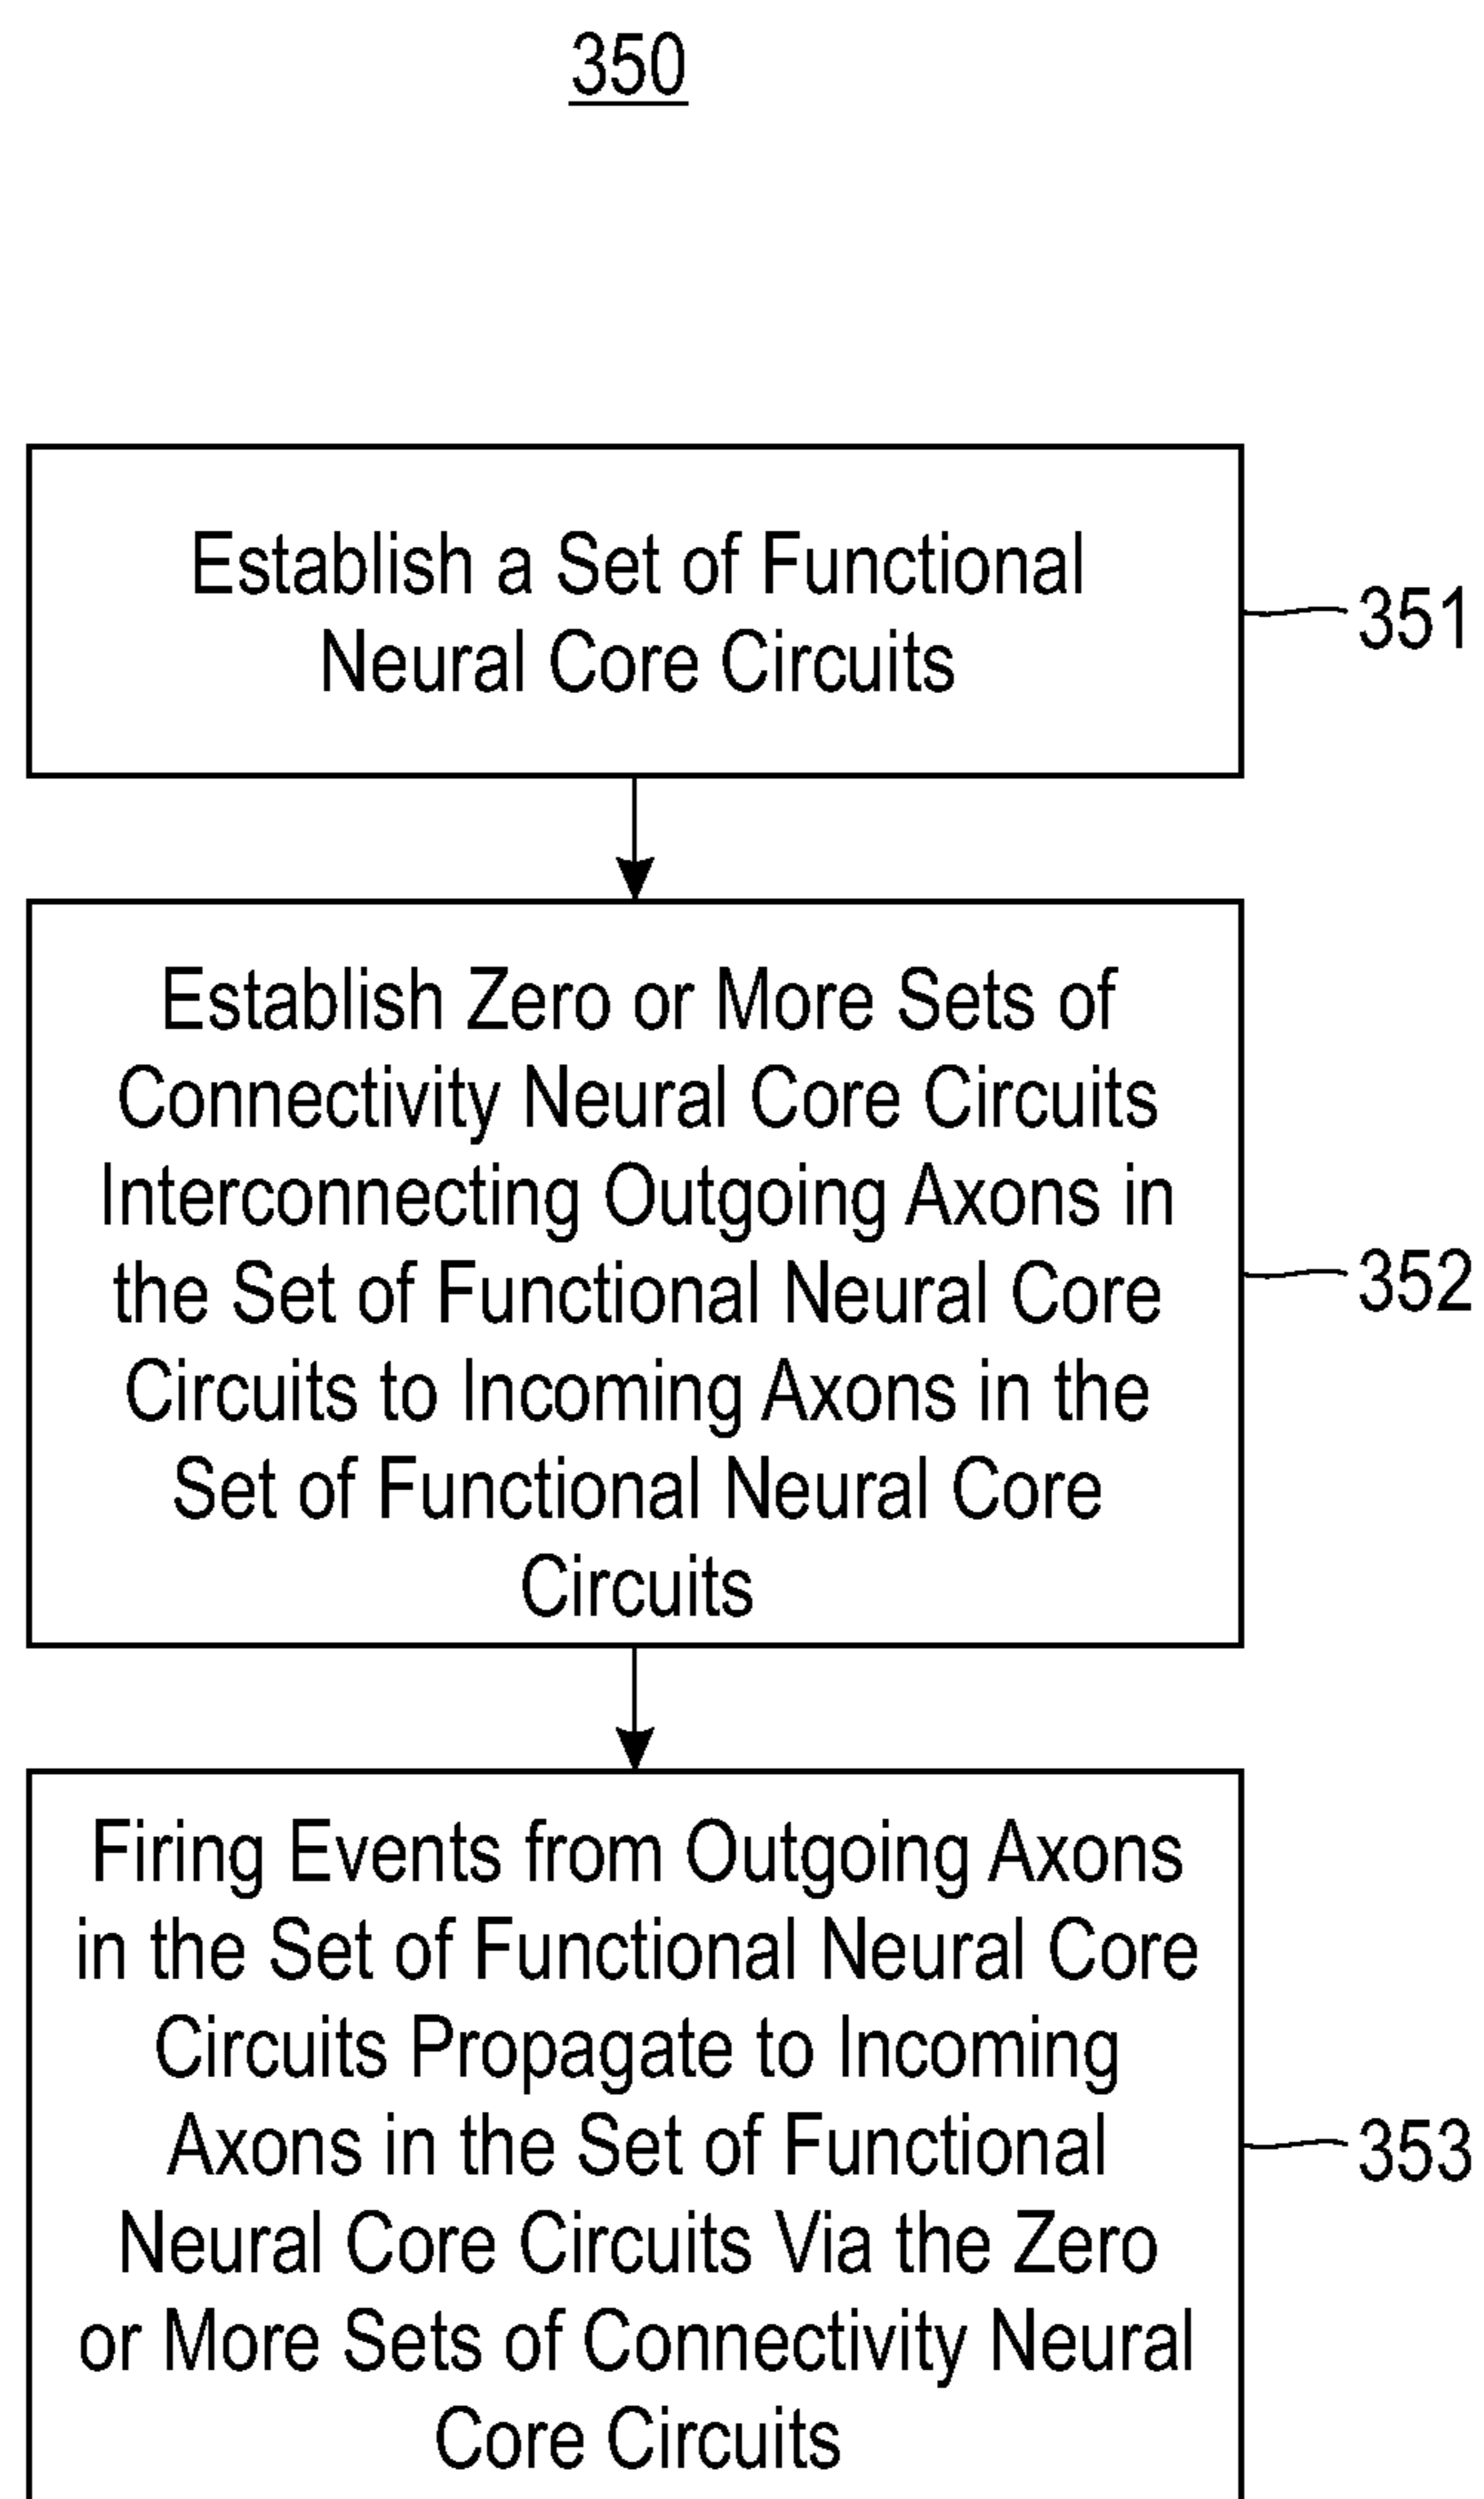 350
Establish a Set of Functional
Neural Core Circuits
351
Establish Zero or More Sets of
Connectivity Neural Core Circuits
Interconnecting Outgoing Axons in
the Set of Functional Neural Core
Circuits to Incoming Axons in the
Set of Functional Neural Core
Circuits
352
Firing Events from Outgoing Axons
in the Set of Functional Neural Core
Circuits Propagate to Incoming
Axons in the Set of Functional
Neural Core Circuits Via the Zero
or More Sets of Connectivity Neural
Core Circuits
353